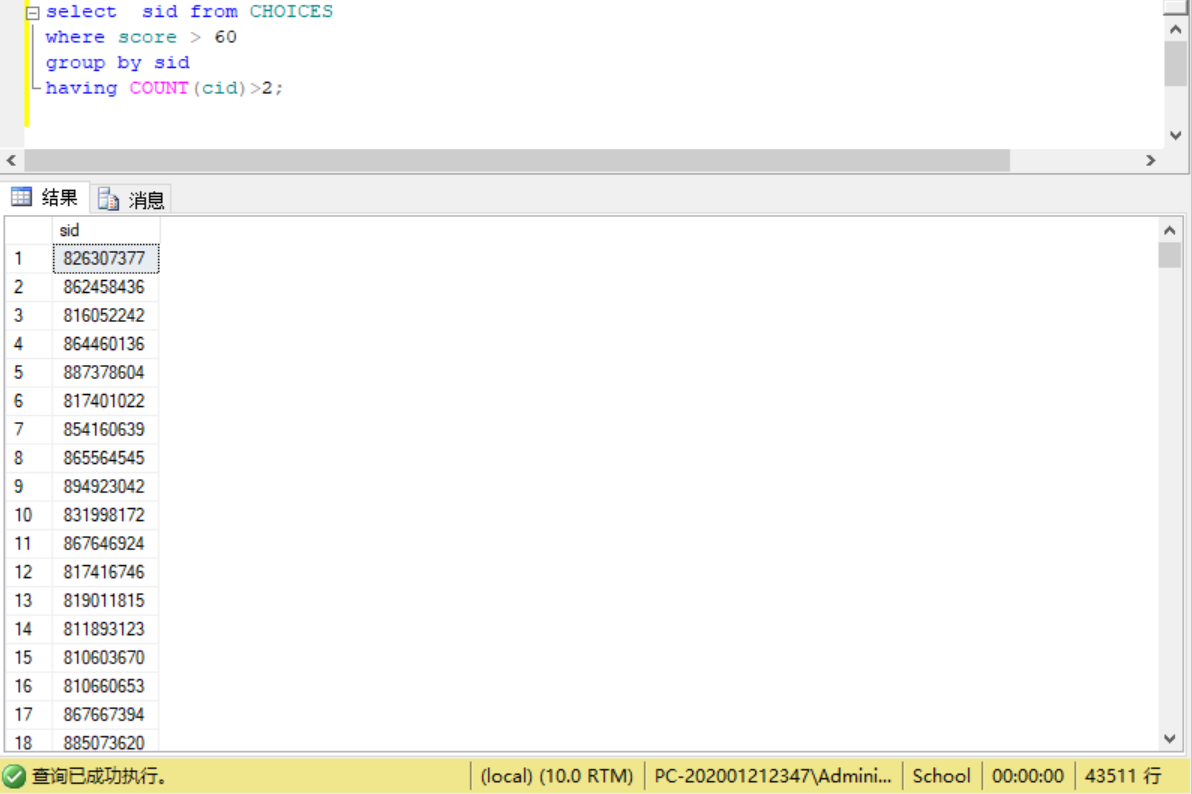 select  sid from CHOICES
where score > 60
group by sid
having COUNT(cid)>2;
结果 消息
sid
1 826307377
2 862458436
3 816052242
4 864460136
5 887378604
6 817401022
7 854160639
8 865564545
9 894923042
10 831998172
11 867646924
12 817416746
13 819011815
14 811893123
15 810603670
16 810660653
17 867667394
18 885073620
查询已成功执行。 (local) (10.0 RTM) PC-202001212347\Admini... School 00:00:00 43511 行